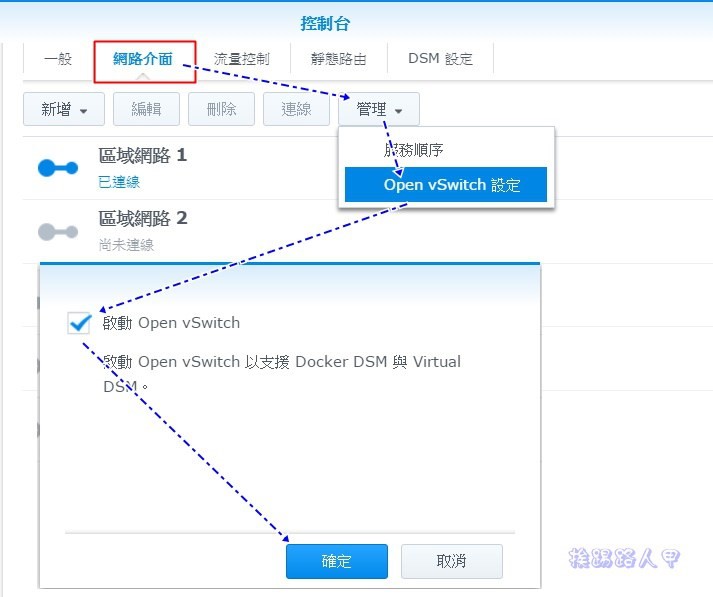 控制台
一般 網路介面 流量控制 靜態路由 DSM 設定
新增 編輯 刪除 連線 管理
服務順序
Open vSwitch 設定
區域網路 1
已連線
區域網路 2
尚未連線
啟動 Open vSwitch
啟動 Open vSwitch 以支援 Docker DSM 與 Virtual
DSM。
確定 取消
挨踢路人甲